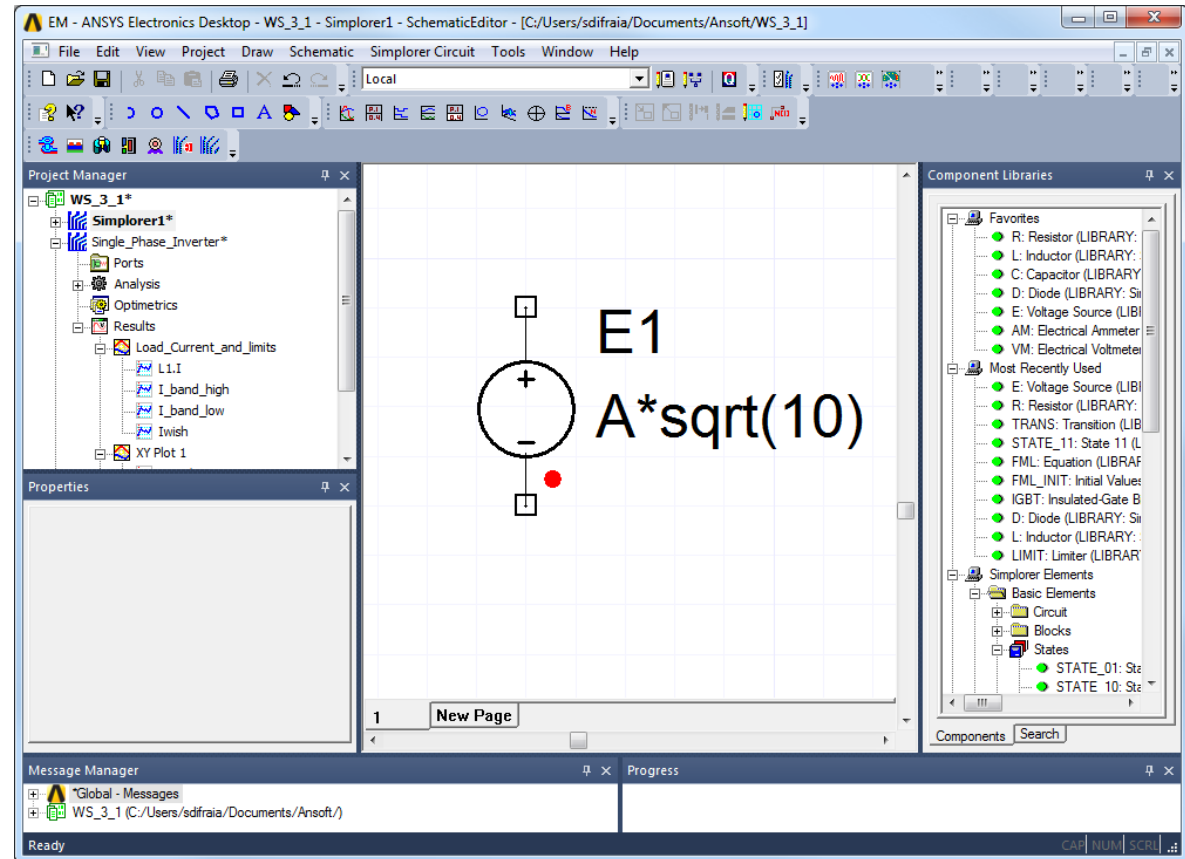 EM - ANSYS Electronics Desktop - WS_3_1 - Simplorer1 - SchematicEditor - [C:/Users/sdifraia/Documents/Ansoft/WS_3_1]
File Edit View Project Draw Schematic Simplorer Circuit Tools Window Help
Local
Project Manager
WS_3_1*
Simplorer1*
Single_Phase_Inverter*
Ports
Analysis
Optimetrics
Results
Load_Current_and_limits
L1.I
I_band_high
I_band_low
Iwish
XY Plot 1
Properties
E1
A*sqrt(10)
1 New Page
Component Libraries
Favorites
R: Resistor (LIBRARY:
L: Inductor (LIBRARY:
C: Capacitor (LIBRARY
D: Diode (LIBRARY: Si
E: Voltage Source (LIB
AM: Electrical Ammeter
VM: Electrical Voltmeter
Most Recently Used
E: Voltage Source (LIB
R: Resistor (LIBRARY:
TRANS: Transition (LIB
STATE_11: State 11 (L
FML: Equation (LIBRAR
FML_INIT: Initial Values
IGBT: Insulated-Gate B
D: Diode (LIBRARY: Si
L: Inductor (LIBRARY:
LIMIT: Limiter (LIBRAR
Simplorer Elements
Basic Elements
Circuit
Blocks
States
STATE_01: Sta
STATE_10: Sta
Components Search
Message Manager
*Global - Messages
WS_3_1 (C:/Users/sdifraia/Documents/Ansoft/)
Progress
Ready
CAP NUM SCRL